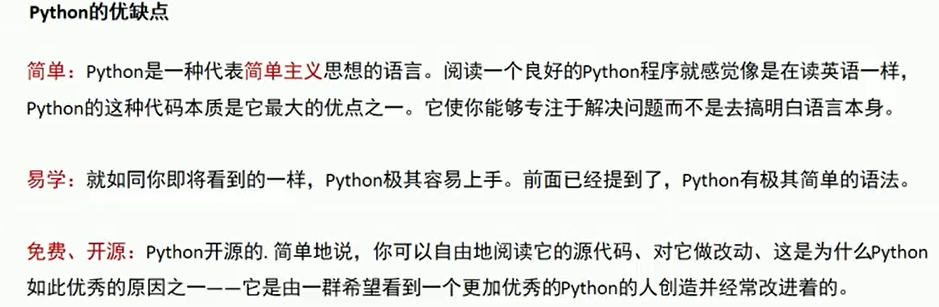 Python的优缺点
简单：Python是一种代表简单主义思想的语言。阅读一个良好的Python程序就感觉像是在读英语一样，
Python的这种代码本质是它最大的优点之一。它使你能够专注于解决问题而不是去搞明白语言本身。
易学：就如同你即将看到的一样，Python极其容易上手。前面已经提到了，Python有极其简单的语法。
免费、开源：Python开源的. 简单地说，你可以自由地阅读它的源代码、对它做改动、这是为什么Python
如此优秀的原因之一——它是由一群希望看到一个更加优秀的Python的人创造并经常改进着的。